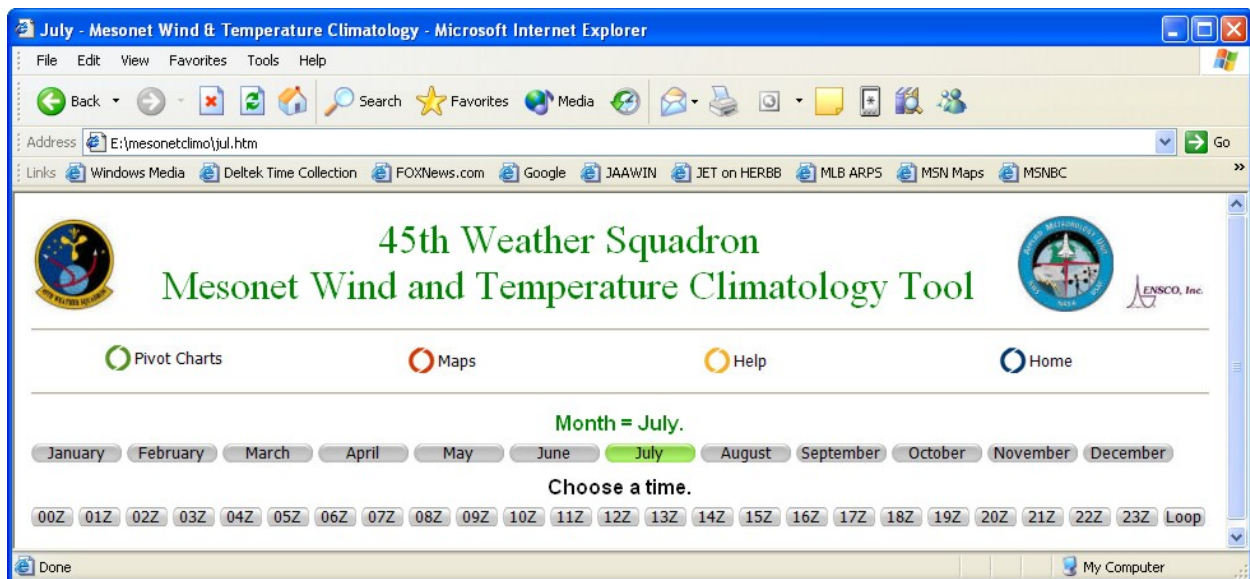 July - Mesonet Wind & Temperature Climatology - Microsoft Internet Explorer
File Edit View Favorites Tools Help
Back Search Favorites Media
Address E:\mesonetclimo\jul.htm Go
Links Windows Media Deltek Time Collection FOXNews.com Google JAAWIN JET on HERBB MLB ARPS MSN Maps MSNBC »
45th Weather Squadron
Mesonet Wind and Temperature Climatology Tool
ENSCO, Inc.
Pivot Charts Maps Help Home
Month = July.
January February March April May June July August September October November December
Choose a time.
00Z 01Z 02Z 03Z 04Z 05Z 06Z 07Z 08Z 09Z 10Z 11Z 12Z 13Z 14Z 15Z 16Z 17Z 18Z 19Z 20Z 21Z 22Z 23Z Loop
Done My Computer